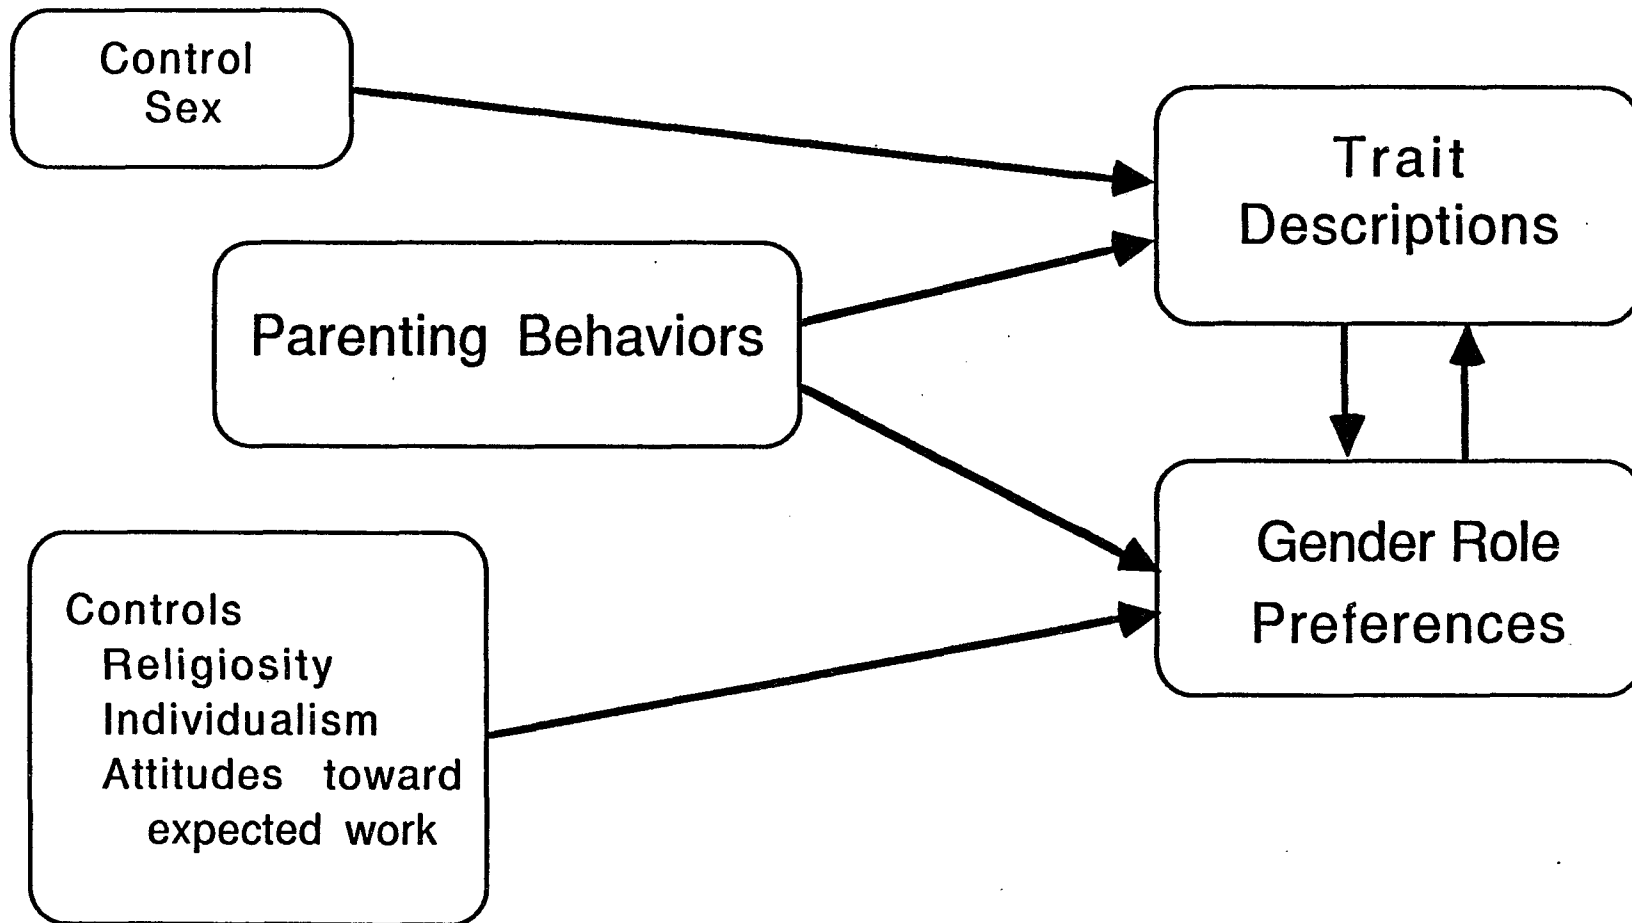 Control
Sex
Trait
Descriptions
Parenting Behaviors
Gender Role
Preferences
Controls
Religiosity
Individualism
Attitudes toward
expected work